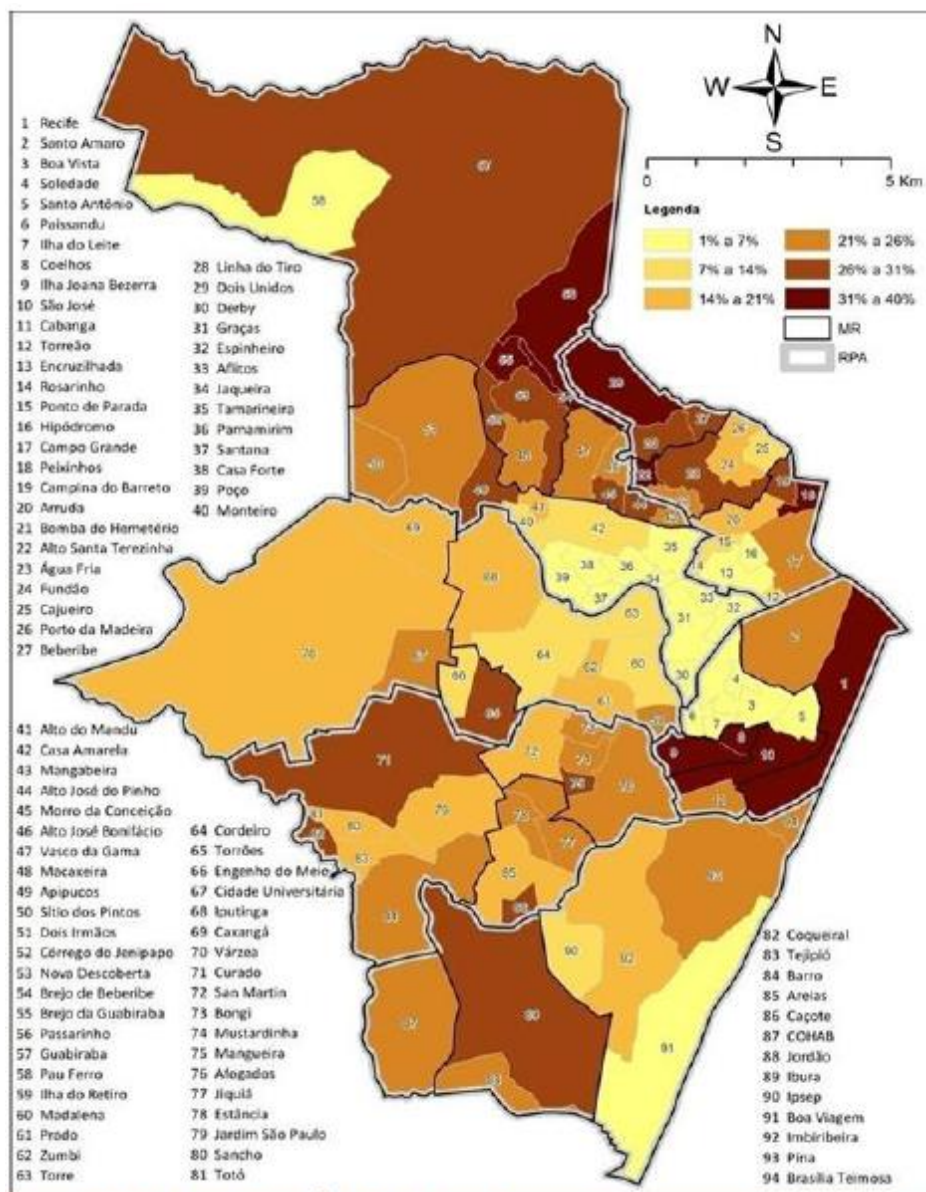 N
W E
S
0 5 Km
Legenda
1% a 7%
7% a 14%
14% a 21%
21% a 26%
26% a 31%
31% a 40%
MR
RPA
1 Recife
2 Santo Amaro
3 Boa Vista
4 Soledade
5 Santo Antônio
6 Paissandu
7 Ilha do Leite
8 Coelhos
9 Ilha Joana Bezerra
10 São José
11 Cabanga
12 Torreão
13 Encruzilhada
14 Rosarinho
15 Ponto de Parada
16 Hipódromo
17 Campo Grande
18 Peixinhos
19 Campina do Barreto
20 Arruda
21 Bomba do Hemetério
22 Alto Santa Terezinha
23 Água Fria
24 Fundão
25 Cajueiro
26 Porto da Madeira
27 Beberibe
28 Linha do Tiro
29 Dois Unidos
30 Derby
31 Graças
32 Espinheiro
33 Aflitos
34 Jaqueira
35 Tamarineira
36 Parnamirim
37 Santana
38 Casa Forte
39 Poço
40 Monteiro
41 Alto do Mandu
42 Casa Amarela
43 Mangabeira
44 Alto José do Pinho
45 Morro da Conceição
46 Alto José Bonifácio
47 Vasco da Gama
48 Macaxeira
49 Apipucos
50 Sítio dos Pintos
51 Dois Irmãos
52 Córrego do Jenipapo
53 Nova Descoberta
54 Brejo de Beberibe
55 Brejo da Guabiraba
56 Passarinho
57 Guabiraba
58 Pau Ferro
59 Ilha do Retiro
60 Madalena
61 Prado
62 Zumbi
63 Torre
64 Cordeiro
65 Torrões
66 Engenho do Meio
67 Cidade Universitária
68 Iputinga
69 Caxangá
70 Várzea
71 Curado
72 San Martin
73 Bongi
74 Mustardinha
75 Mangueira
76 Afogados
77 Jiquiá
78 Estância
79 Jardim São Paulo
80 Sancho
81 Totó
82 Coqueiral
83 Tejipió
84 Barro
85 Areias
86 Caçote
87 COHAB
88 Jordão
89 Ibura
90 Ipsep
91 Boa Viagem
92 Imbiribeira
93 Pina
94 Brasília Teimosa